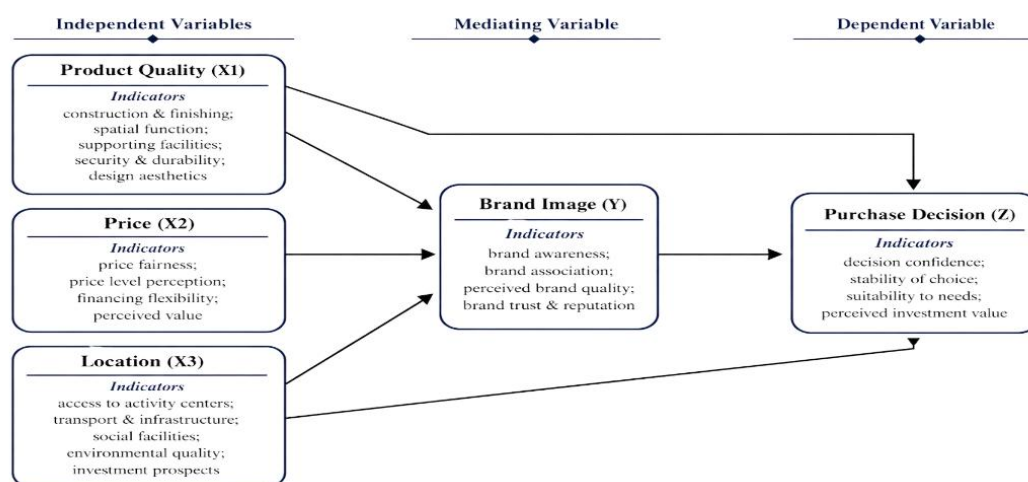 Independent Variables
Mediating Variable
Dependent Variable
Product Quality (X1)
Indicators
construction & finishing;
spatial function;
supporting facilities;
security & durability;
design aesthetics
Price (X2)
Indicators
price fairness;
price level perception;
financing flexibility;
perceived value
Location (X3)
Indicators
access to activity centers;
transport & infrastructure;
social facilities;
environmental quality;
investment prospects
Brand Image (Y)
Indicators
brand awareness;
brand association;
perceived brand quality;
brand trust & reputation
Purchase Decision (Z)
Indicators
decision confidence;
stability of choice;
suitability to needs;
perceived investment value